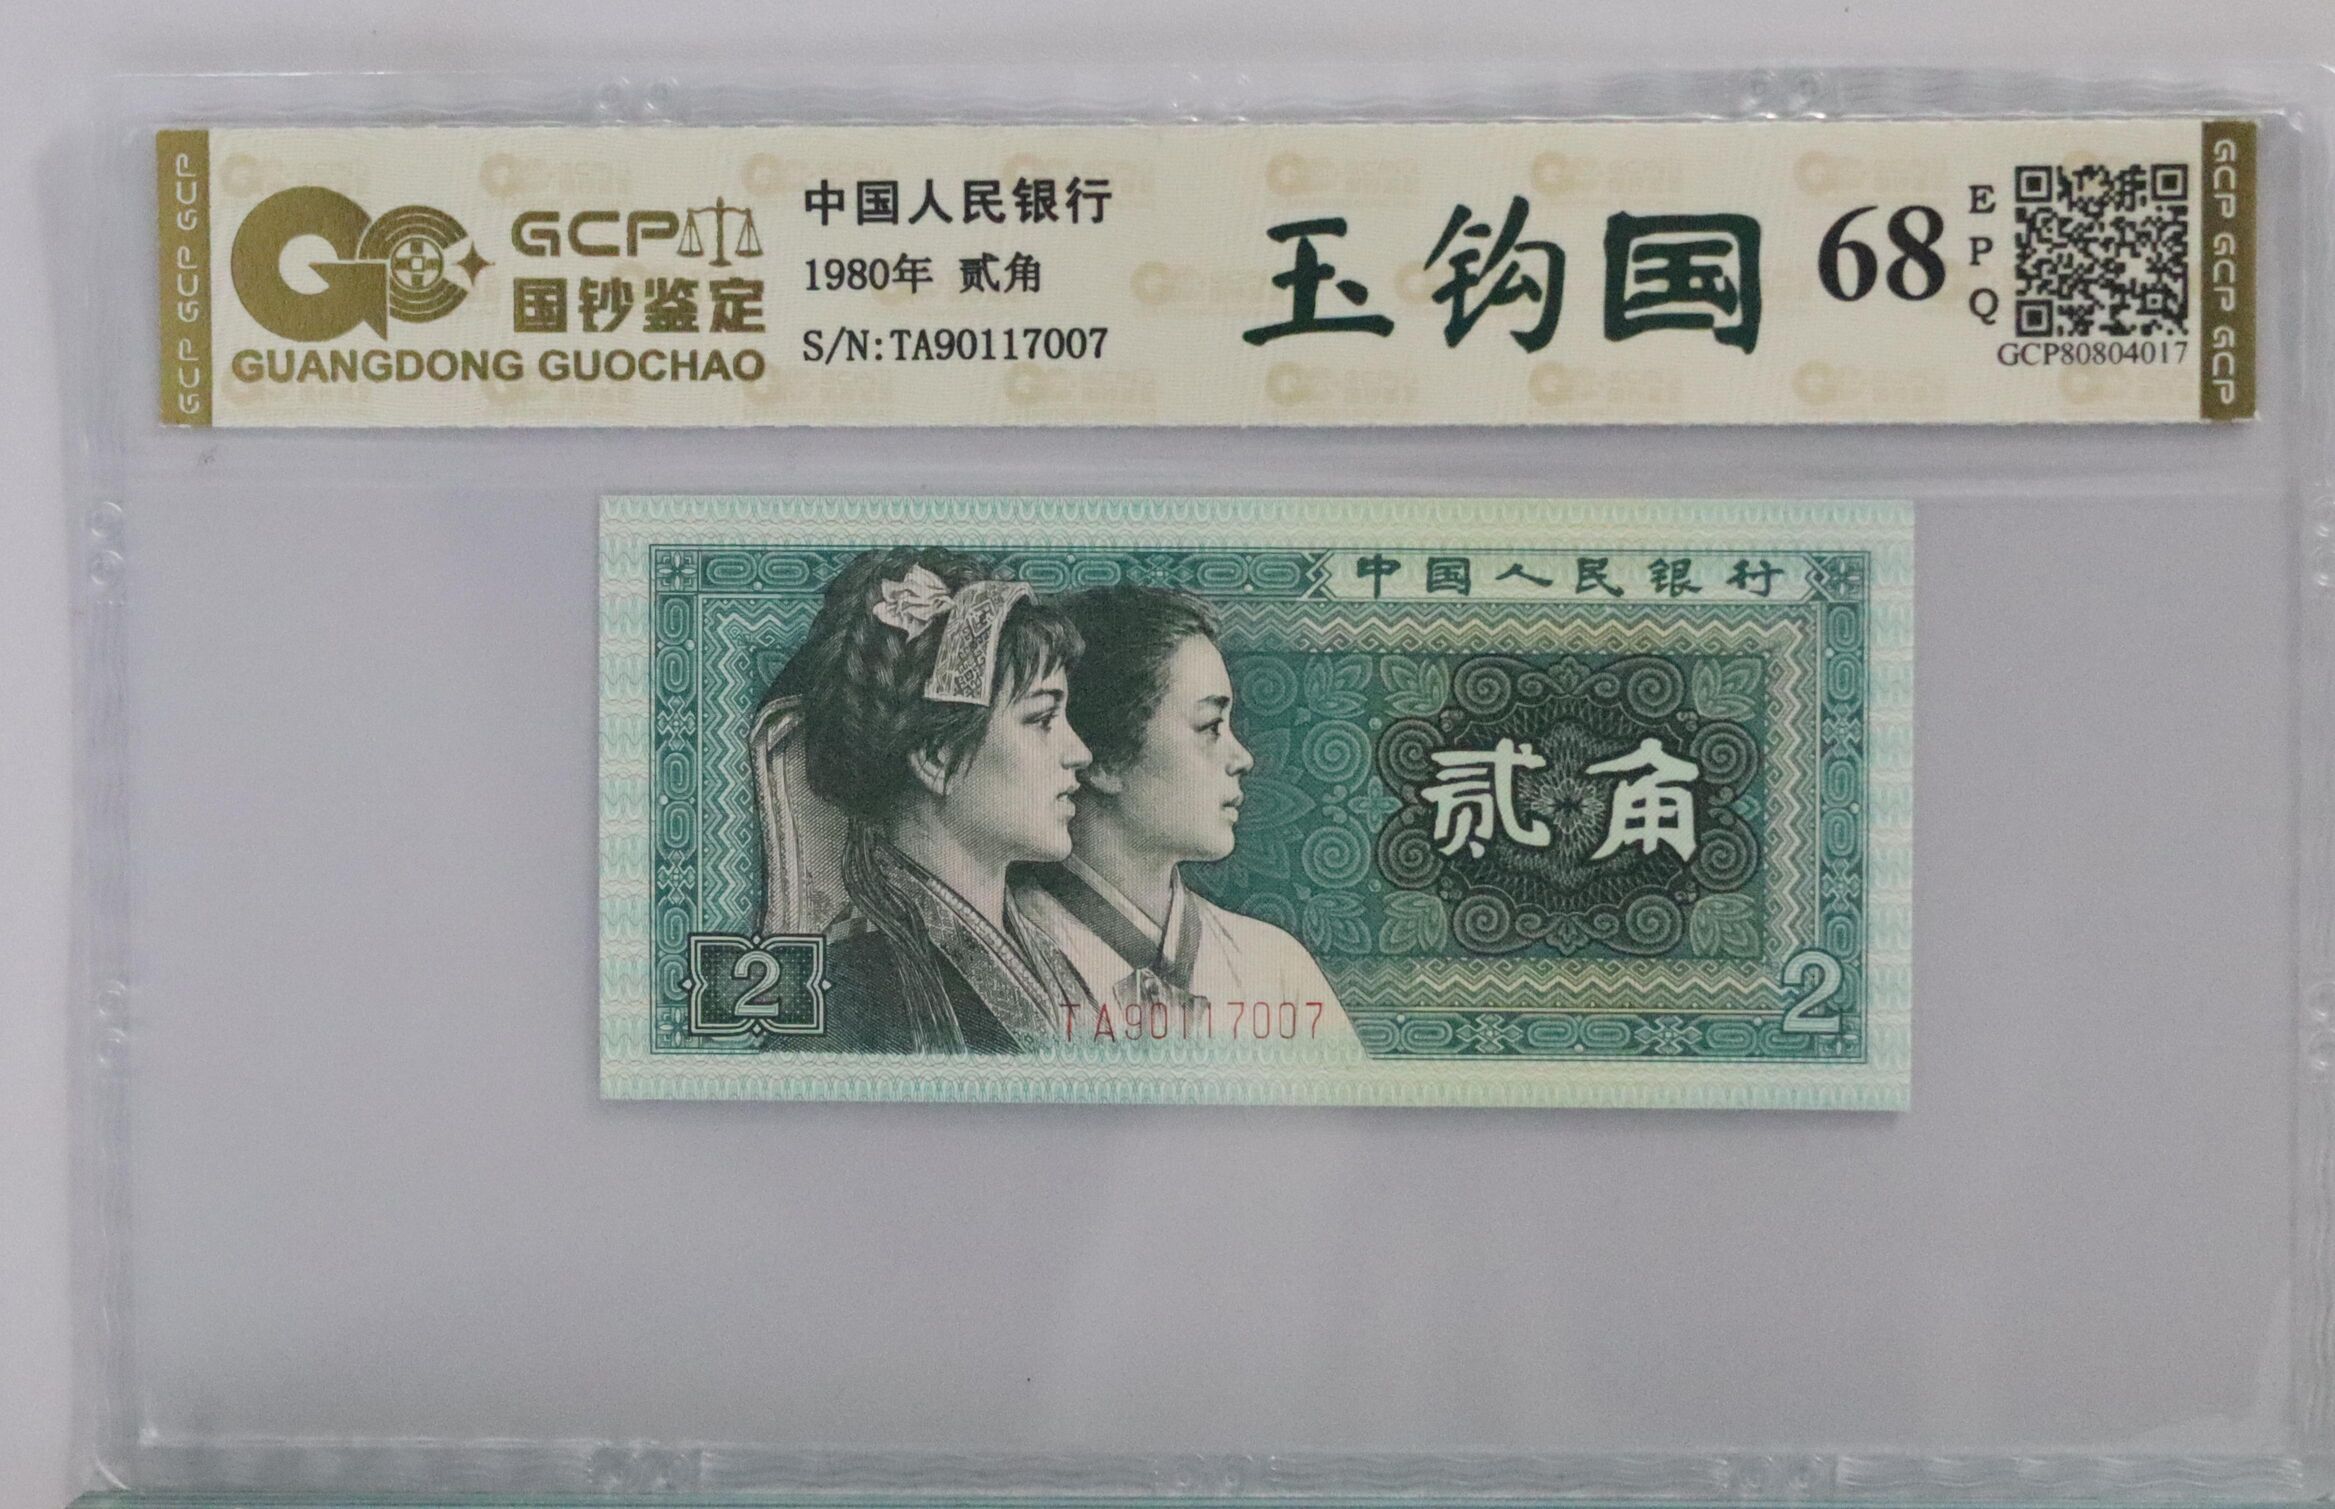 GCP GCP GCP
GCP
国钞鉴定
GUANGDONG GUOCHAO
中国人民银行
1980年 贰角
S/N:TA90117007
玉钩国
68
EPQ
GCP80804017
GCP GCP GCP
中国人民银行
贰角
2
2
TA90117007